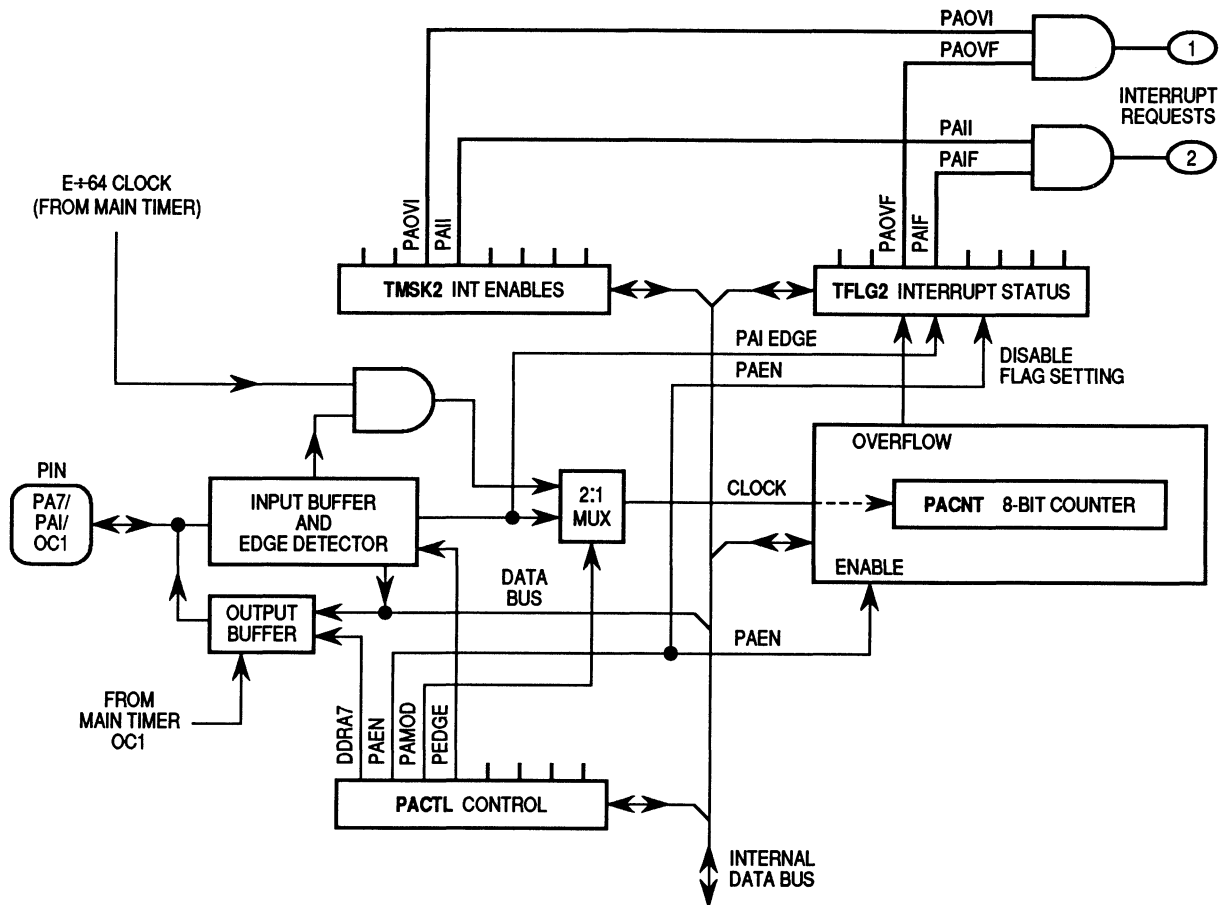 PAOVI
PAOVF
1
INTERRUPT
REQUESTS
PAII
PAIF
2
E÷64 CLOCK
(FROM MAIN TIMER)
PAOVI
PAII
PAOVF
PAIF
TMSK2 INT ENABLES
TFLG2 INTERRUPT STATUS
PAI EDGE
PAEN
DISABLE
FLAG SETTING
OVERFLOW
PIN
PA7/
PAI/
OC1
INPUT BUFFER
AND
EDGE DETECTOR
2:1
MUX
CLOCK
PACNT 8-BIT COUNTER
ENABLE
DATA
BUS
OUTPUT
BUFFER
PAEN
FROM
MAIN TIMER
OC1
DDRA7
PAEN
PAMOD
PEDGE
PACTL CONTROL
INTERNAL
DATA BUS